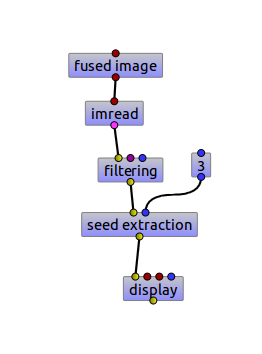 fused image
imread
filtering
3
seed extraction
display